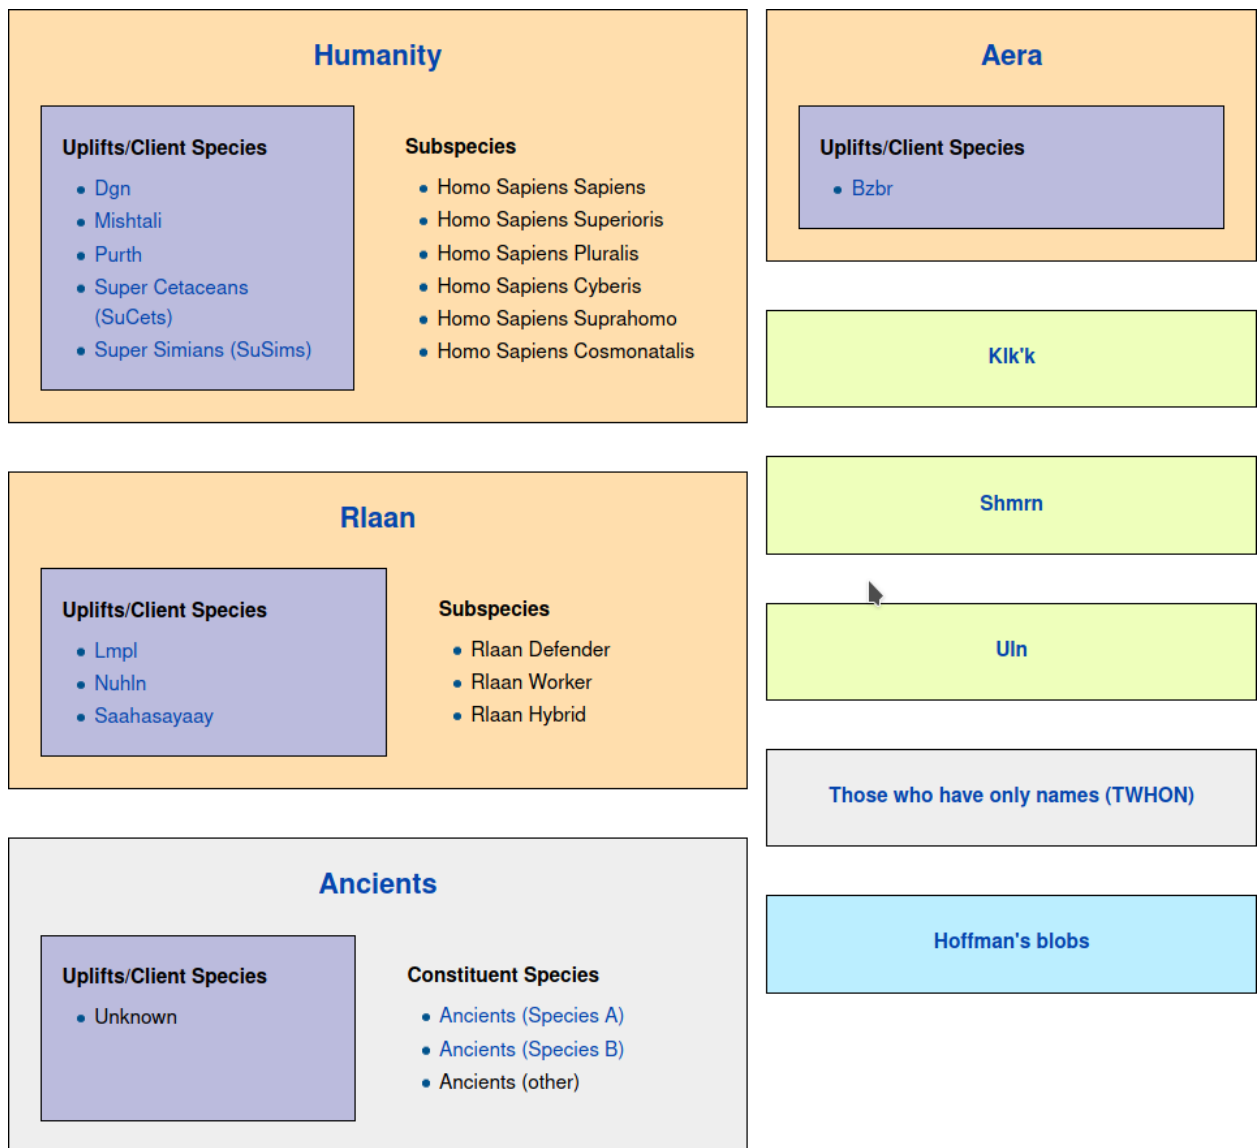 Humanity
Uplifts/Client Species
Dgn
Mishtali
Purth
Super Cetaceans
(SuCets)
Super Simians (SuSims)
Subspecies
Homo Sapiens Sapiens
Homo Sapiens Superioris
Homo Sapiens Pluralis
Homo Sapiens Cyberis
Homo Sapiens Suprahomo
Homo Sapiens Cosmonatalis
Rlaan
Uplifts/Client Species
Lmpl
Nuhln
Saahasayaay
Subspecies
Rlaan Defender
Rlaan Worker
Rlaan Hybrid
Ancients
Uplifts/Client Species
Unknown
Constituent Species
Ancients (Species A)
Ancients (Species B)
Ancients (other)
Aera
Uplifts/Client Species
Bzbr
Klk'k
Shmrn
Uln
Those who have only names (TWHON)
Hoffman's blobs